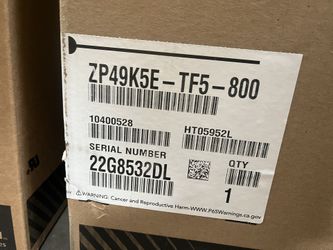 ZP49K5E-TF5-800
10400528
HT05952L
SERIAL NUMBER
22G8532DL
QTY
1
WARNING: Cancer and Reproductive Harm-WWW.P65Warnings.ca.gov